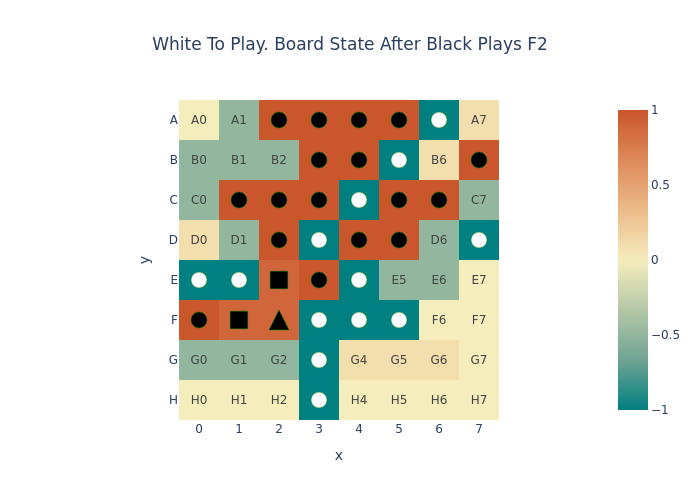 White To Play. Board State After Black Plays F2
A A0 A1 A7 1
B B0 B1 B2 B6
C C0 C7 0.5
D D0 D1 D6
y
E E5 E6 E7 0
F F6 F7
G G0 G1 G2 G4 G5 G6 G7 −0.5
H H0 H1 H2 H4 H5 H6 H7 −1
0 1 2 3 4 5 6 7
x